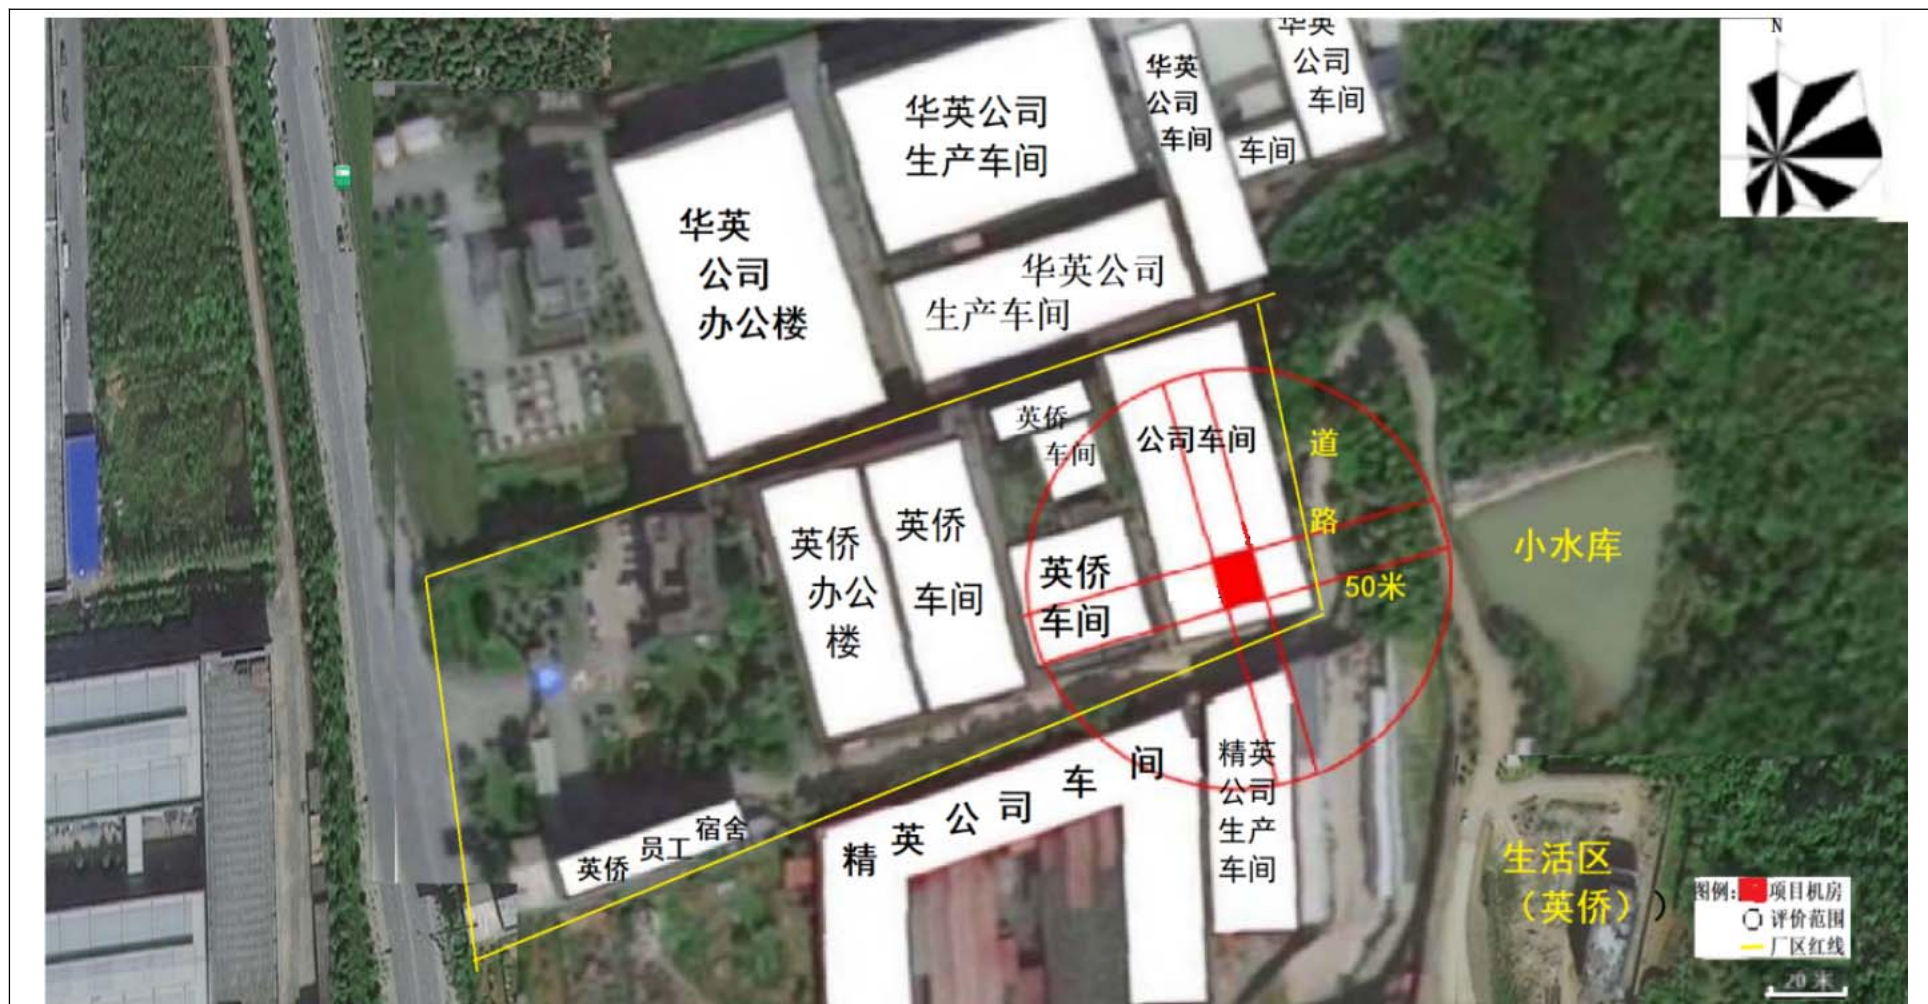 N
华英
公司
车间
华英
公司
车间
车间
华英公司
生产车间
华英
公司
办公楼
华英公司
生产车间
英侨
车间
公司车间
道
路
英侨
办公
楼
英侨
车间
英侨
车间
50米
小水库
精英公司车间
精英
公司
生产
车间
英侨员工宿舍
生活区
（英侨））
图例：
项目机房
评价范围
厂区红线
20 米